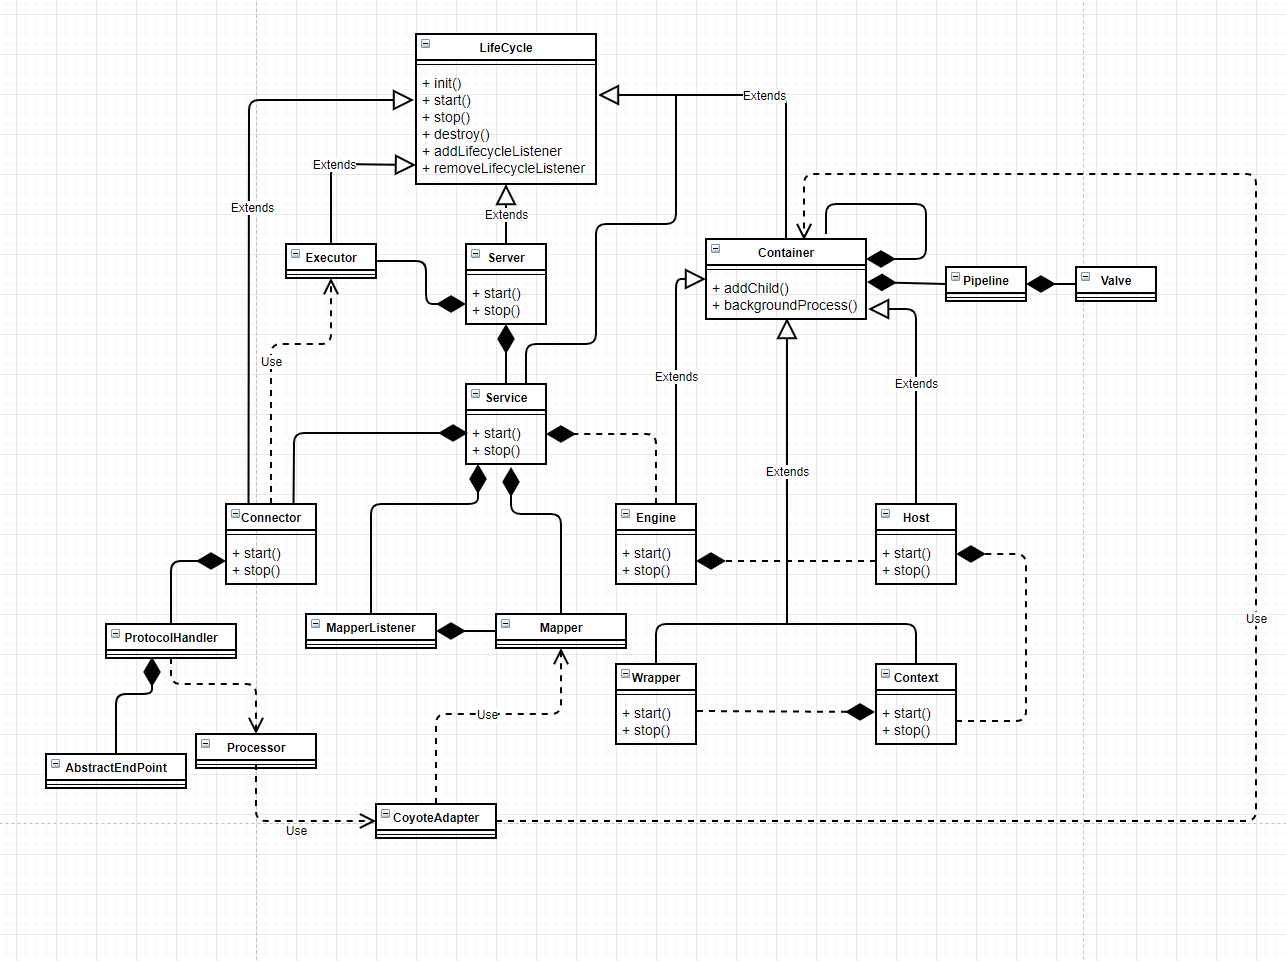 LifeCycle
+ init()
+ start()
+ stop()
+ destroy()
+ addLifecycleListener
+ removeLifecycleListener
Extends
Extends
Extends
Extends
Executor
Server
+ start()
+ stop()
Container
+ addChild()
+ backgroundProcess()
Pipeline
Valve
Use
Extends
Extends
Service
+ start()
+ stop()
Extends
Connector
+ start()
+ stop()
Engine
+ start()
+ stop()
Host
+ start()
+ stop()
Use
ProtocolHandler
MapperListener
Mapper
Wrapper
+ start()
+ stop()
Context
+ start()
+ stop()
Use
Processor
AbstractEndPoint
CoyoteAdapter
Use